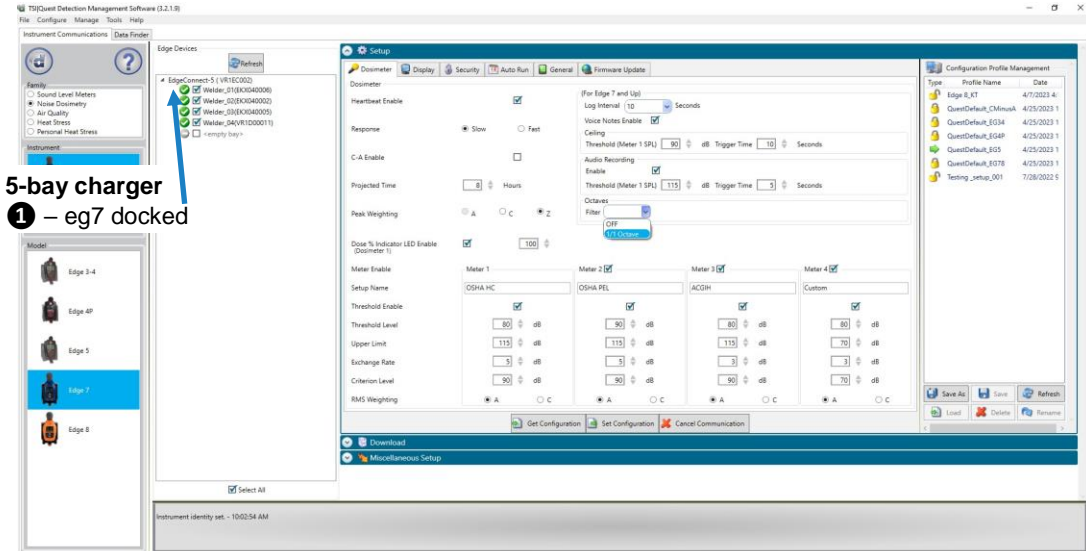 TSI|Quest Detection Management Software (3.2.1.9)
File Configure Manage Tools Help
Instrument Communications Data Finder
d ?
Family
Sound Level Meters
Noise Dosimetry
Air Quality
Heat Stress
Personal Heat Stress
Instrument
5-bay charger
❶ – eg7 docked
Model
Edge 3-4
Edge 4P
Edge 5
Edge 7
Edge 8
Edge Devices
Refresh
EdgeConnect-5 ( VR1EC002)
Welder_01(EKX040006)
Welder_02(EKX040002)
Welder_03(EKX040005)
Welder_04(VR1D00011)
<empty bay>
Select All
Setup
Dosimeter Display Security Auto Run General Firmware Update
Dosimeter
Heartbeat Enable
Response Slow Fast
C-A Enable
Projected Time 8 Hours
Peak Weighting A C Z
Dose % Indicator LED Enable 100
(Dosimeter 1)
(For Edge 7 and Up)
Log Interval 10 Seconds
Voice Notes Enable
Ceiling
Threshold (Meter 1 SPL) 90 dB Trigger Time 10 Seconds
Audio Recording
Enable
Threshold (Meter 1 SPL) 115 dB Trigger Time 5 Seconds
Octaves
Filter
OFF
1/1 Octave
Meter Enable Meter 1 Meter 2 Meter 3 Meter 4
Setup Name OSHA HC OSHA PEL ACGIH Custom
Threshold Enable
Threshold Level 80 dB 90 dB 80 dB 80 dB
Upper Limit 115 dB 115 dB 115 dB 70 dB
Exchange Rate 5 dB 5 dB 3 dB 3 dB
Criterion Level 90 dB 90 dB 90 dB 70 dB
RMS Weighting A C A C A C A C
Get Configuration Set Configuration Cancel Communication
Download
Miscellaneous Setup
Configuration Profile Management
Type Profile Name Date
Edge 8_KT 4/7/2023 4:
QuestDefault_CMinusA 4/25/2023 1
QuestDefault_EG34 4/25/2023 1
QuestDefault_EG4P 4/25/2023 1
QuestDefault_EG5 4/25/2023 1
QuestDefault_EG78 4/25/2023 1
Testing _setup_001 7/28/2022 9
Save As Save Refresh
Load Delete Rename
Instrument identity set. - 10:02:54 AM